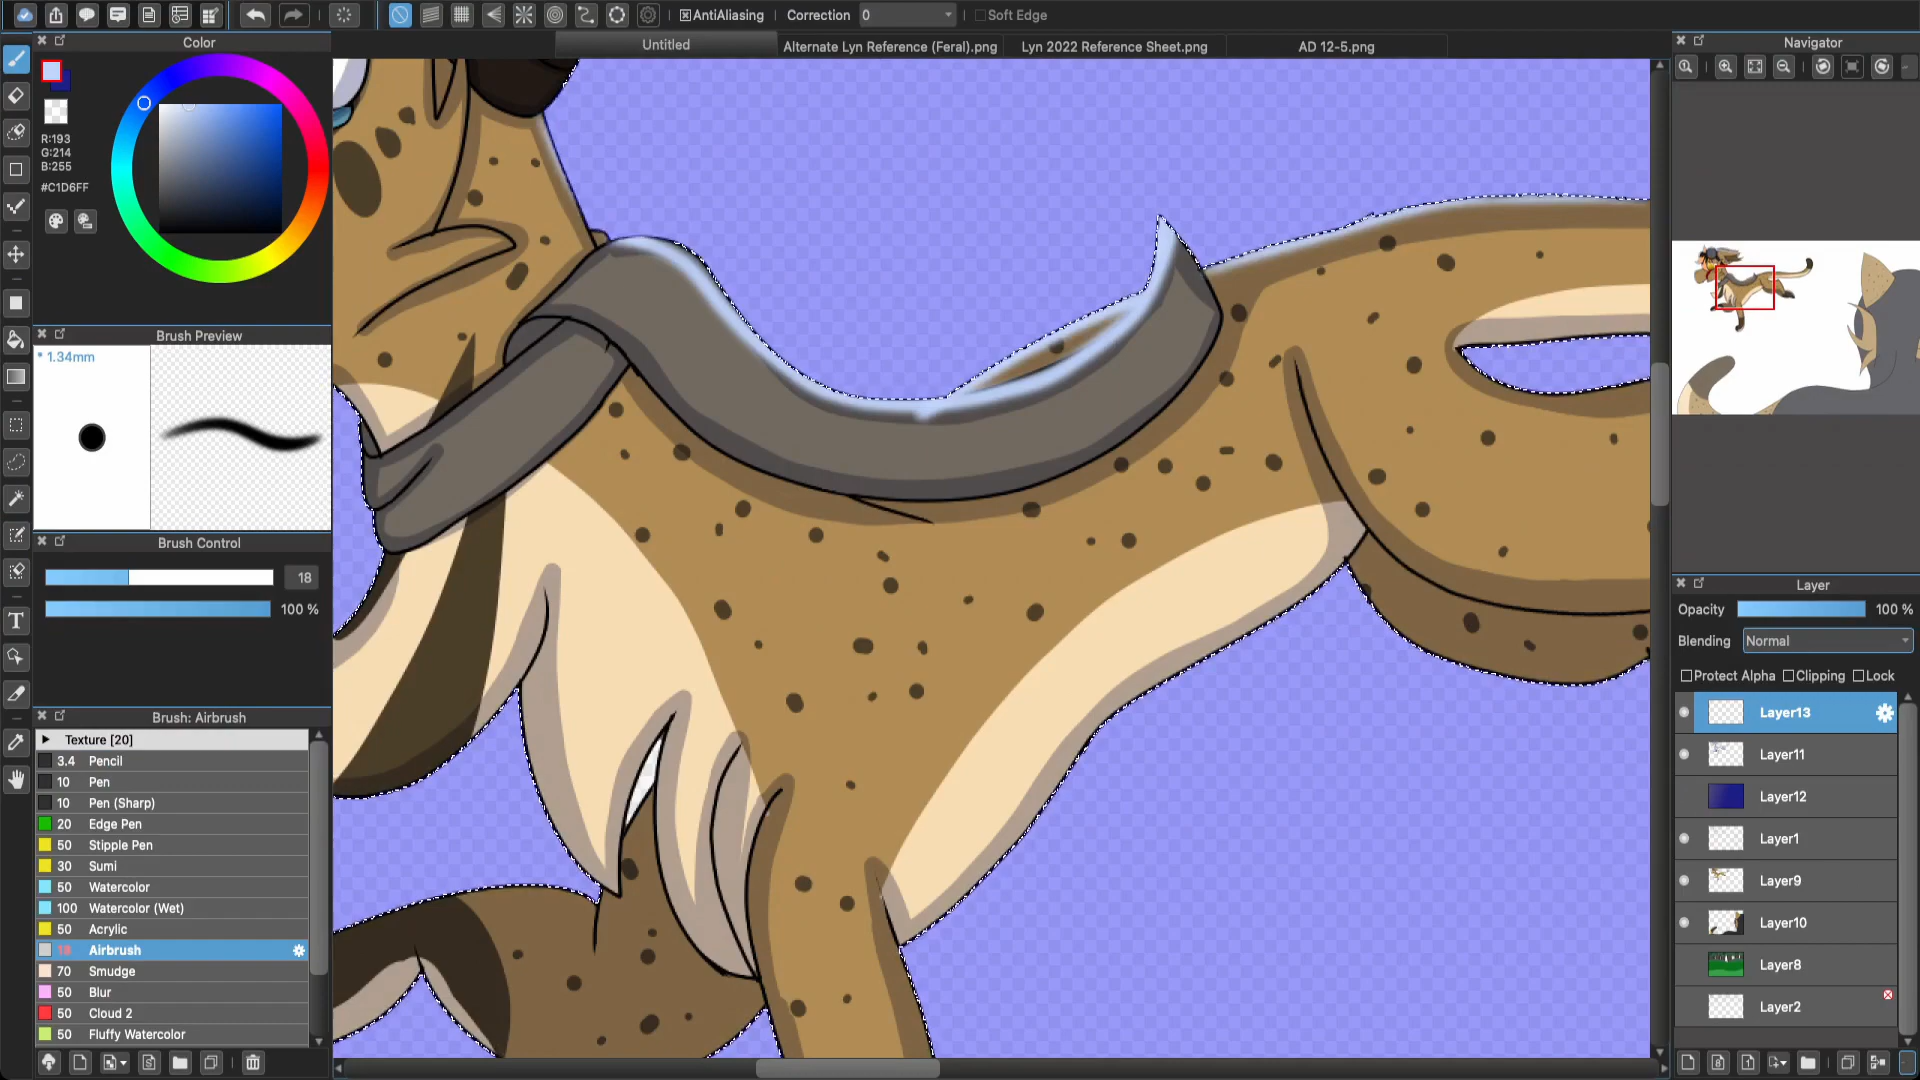 AntiAliasing
Correction
0
Soft Edge
Color
Untitled
Alternate Lyn Reference (Feral).png
Lyn 2022 Reference Sheet.png
AD 12-5.png
Navigator
R:193
G:214
B:255
#C1D6FF
Brush Preview
* 1.34mm
Brush Control
18
100 %
Brush: Airbrush
Texture [20]
3.4 Pencil
10 Pen
10 Pen (Sharp)
20 Edge Pen
50 Stipple Pen
30 Sumi
50 Watercolor
100 Watercolor (Wet)
50 Acrylic
18 Airbrush
70 Smudge
50 Blur
50 Cloud 2
50 Fluffy Watercolor
T
Layer
Opacity
100 %
Blending
Normal
Protect Alpha
Clipping
Lock
Layer13
Layer11
Layer12
Layer1
Layer9
Layer10
Layer8
Layer2